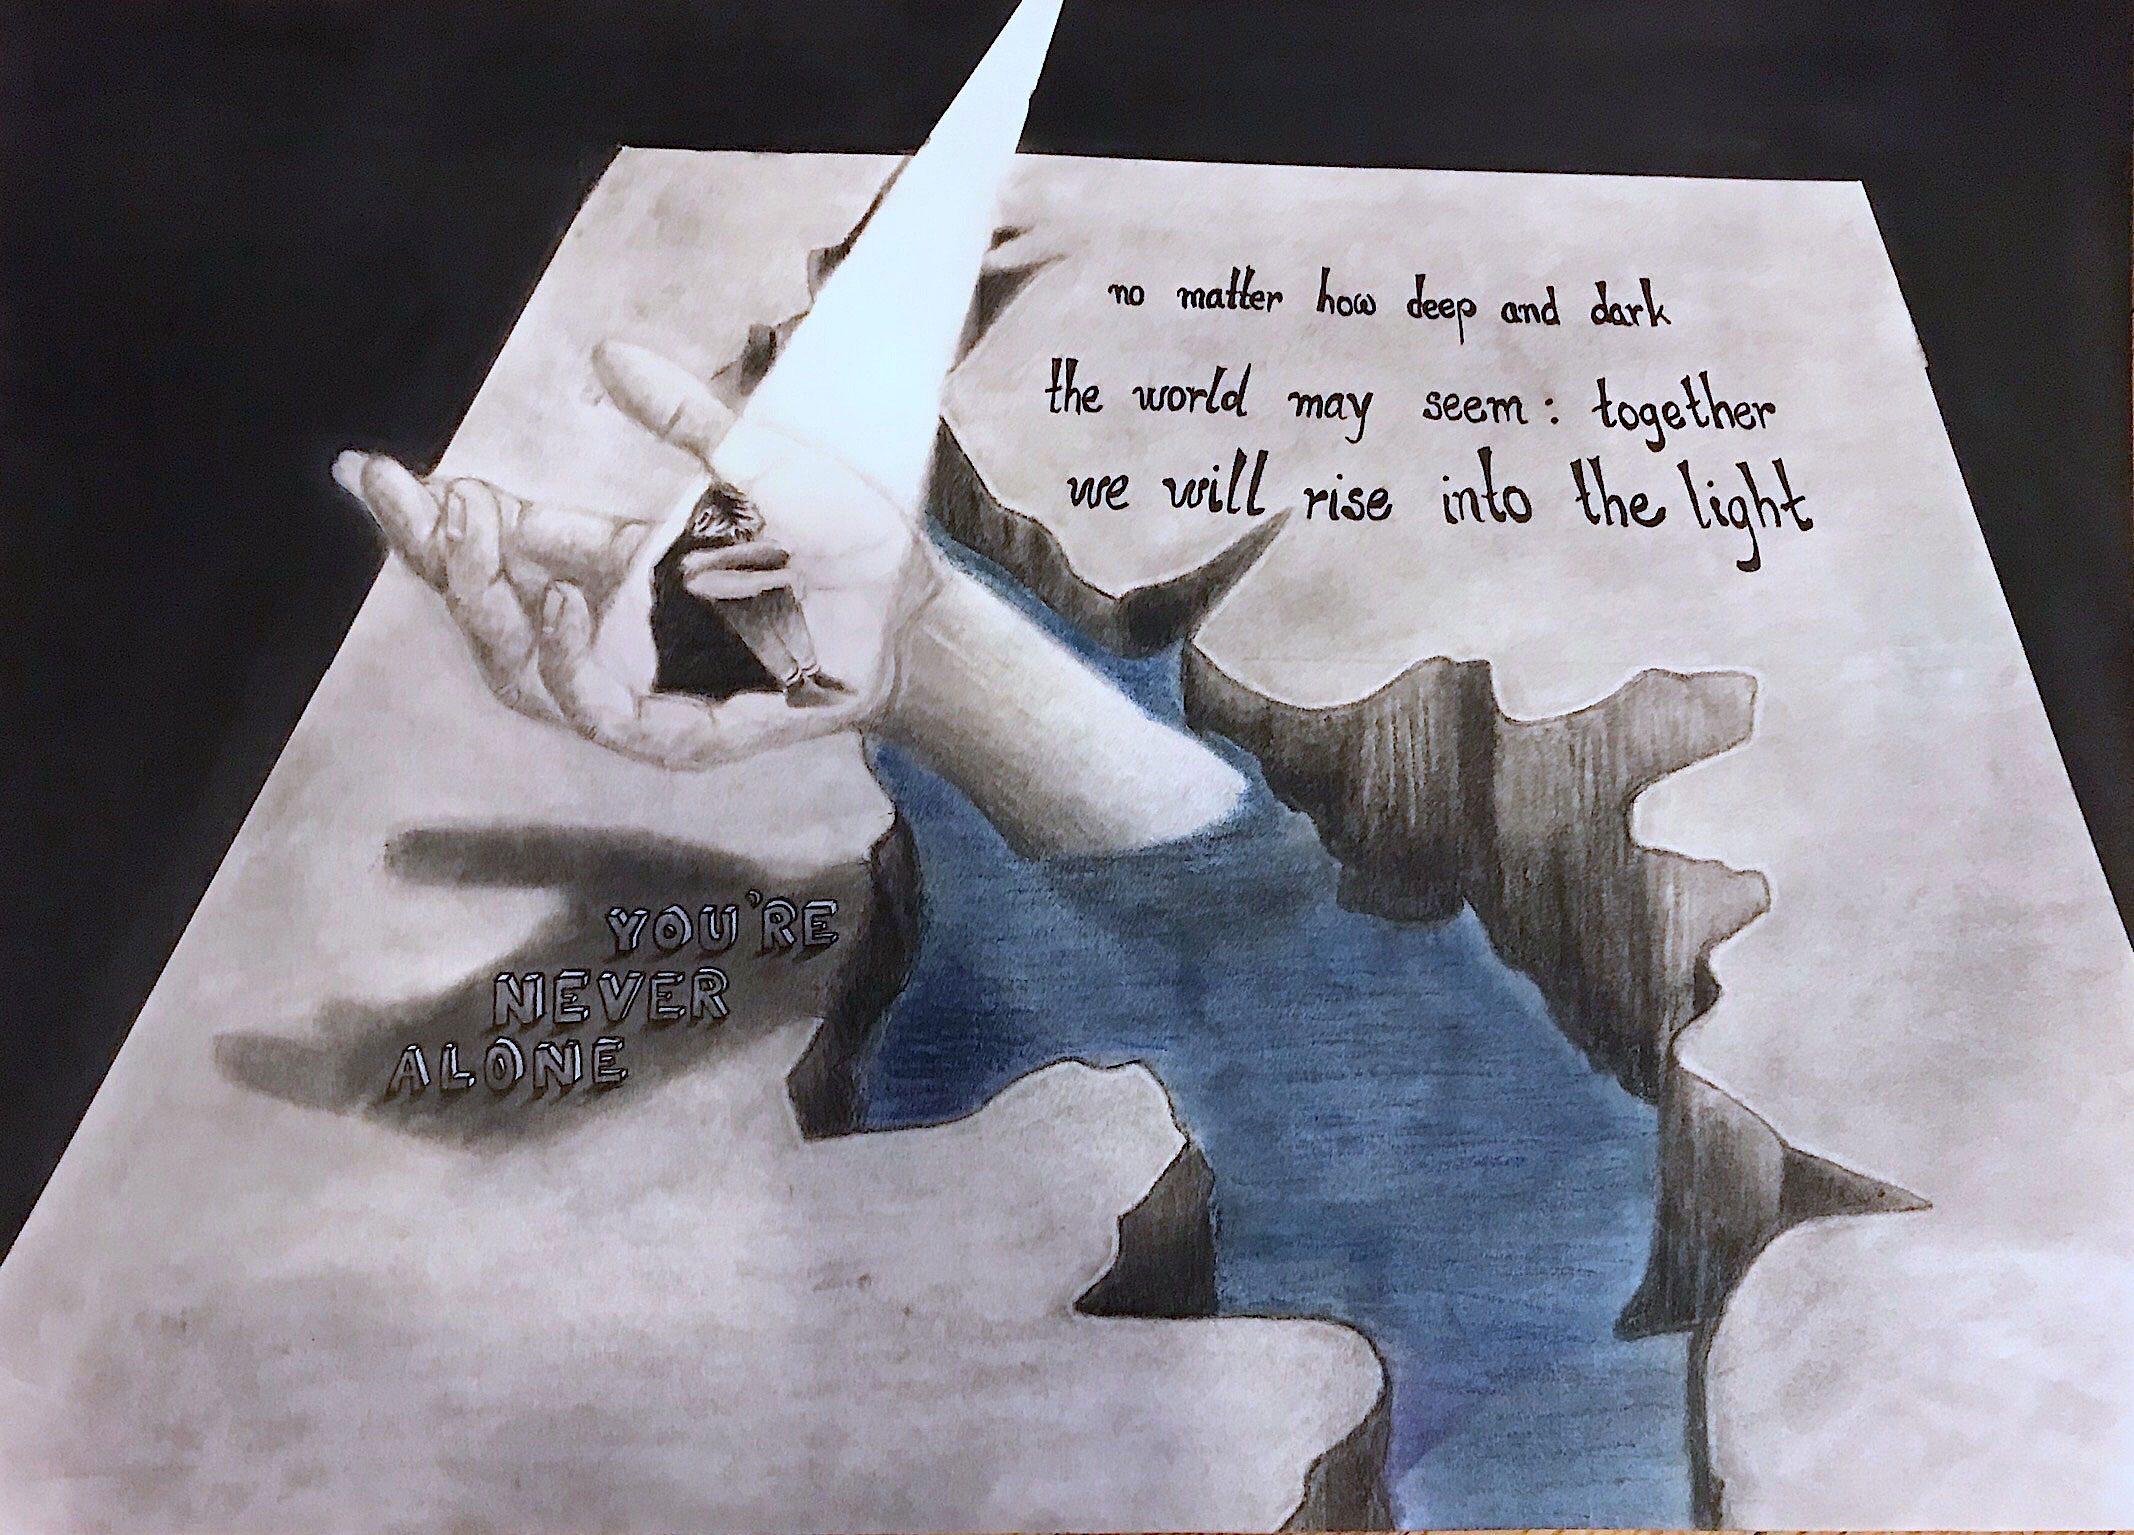 no matter how deep and dark
the world may seem: together
we will rise into the light
YOU'RE
NEVER
ALONE